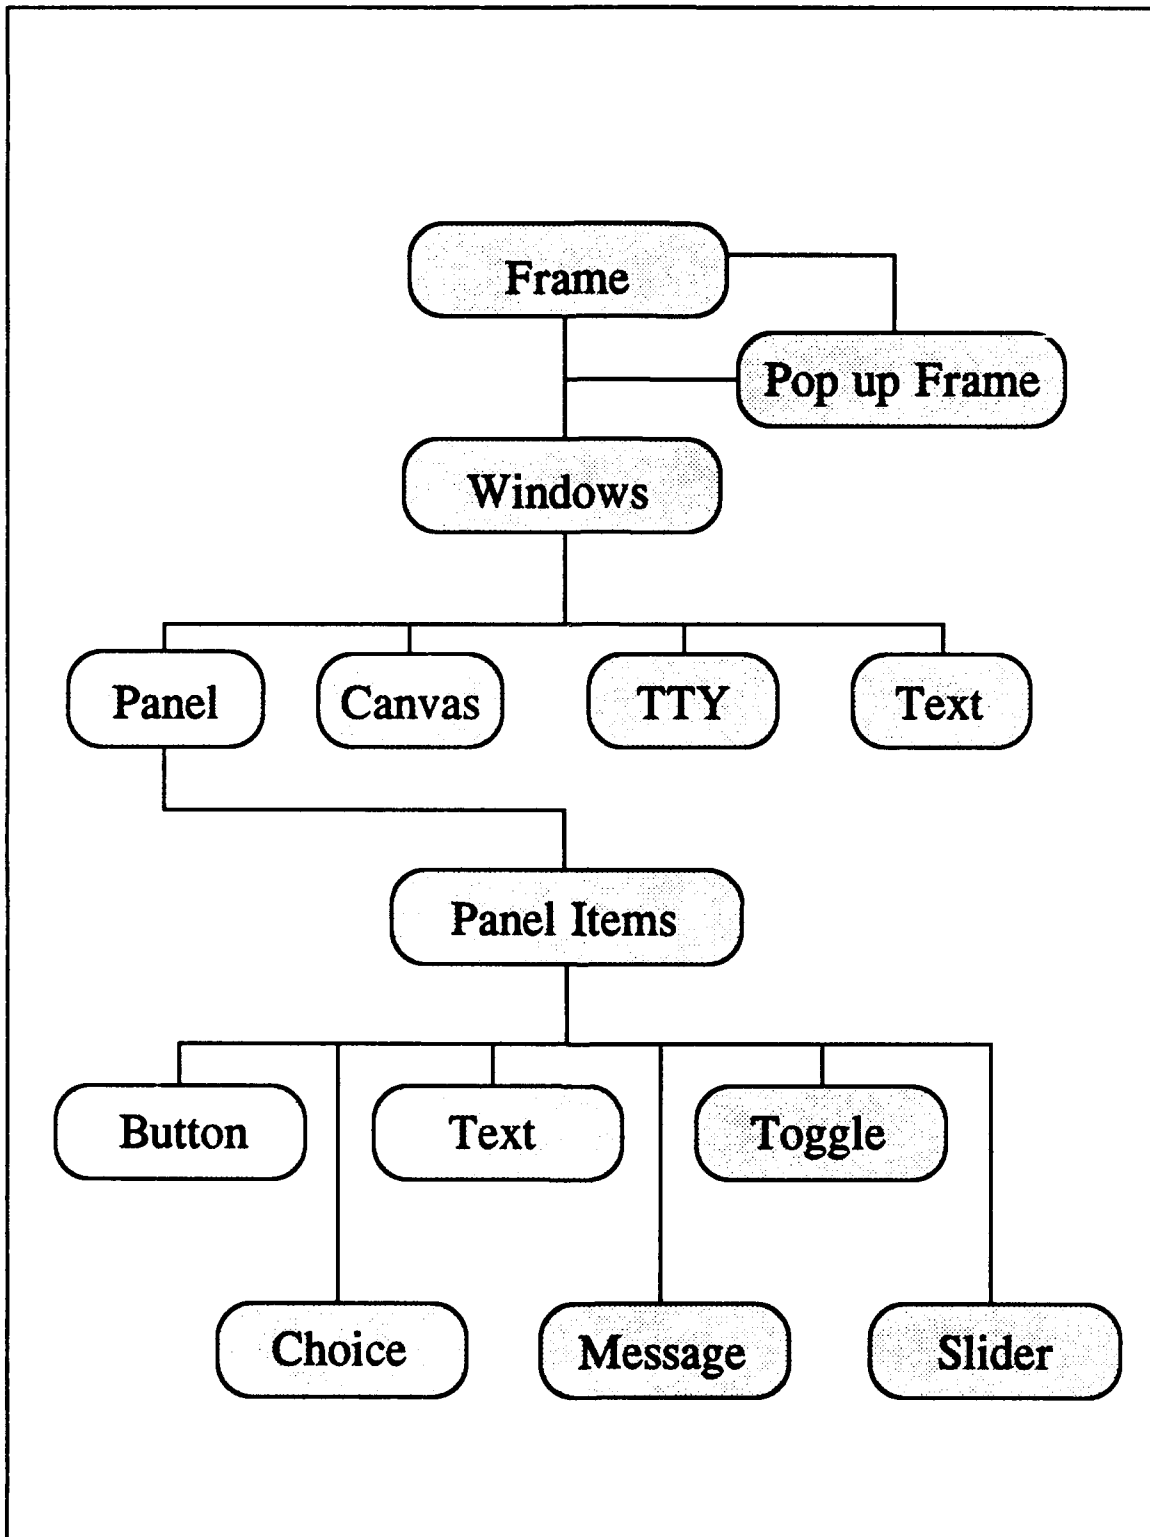 Frame
Pop up Frame
Windows
Panel
Canvas
TTY
Text
Panel Items
Button
Text
Toggle
Choice
Message
Slider